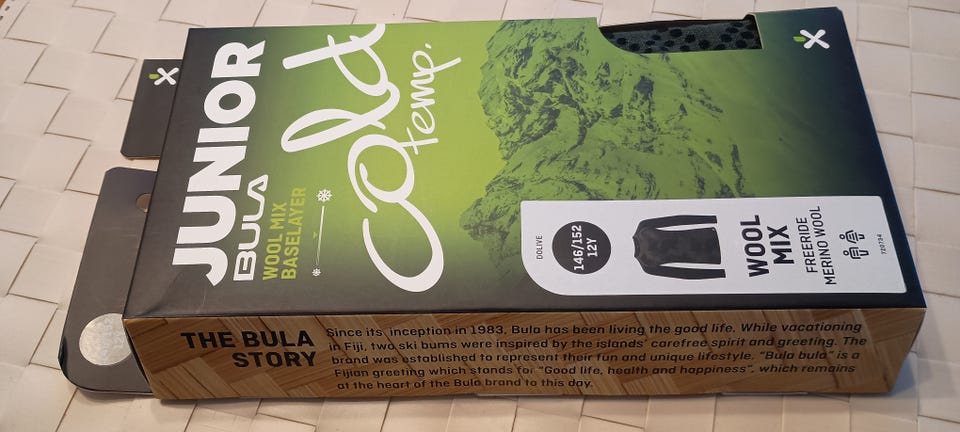 JUNIOR
BULA
WOOL MIX
BASELAYER
cold
temp.
DOLIVE
146/152
12Y
WOOL
MIX
FREERIDE
MERINO WOOL
720794
THE BULA
STORY
Since its inception in 1983, Bula has been living the good life. While vacationing
in Fiji, two ski bums were inspired by the islands' carefree spirit and greeting. The
brand was established to represent their fun and unique lifestyle. "Bula bula" is a
Fijian greeting which stands for "Good life, health and happiness", which remains
at the heart of the Bula brand to this day.